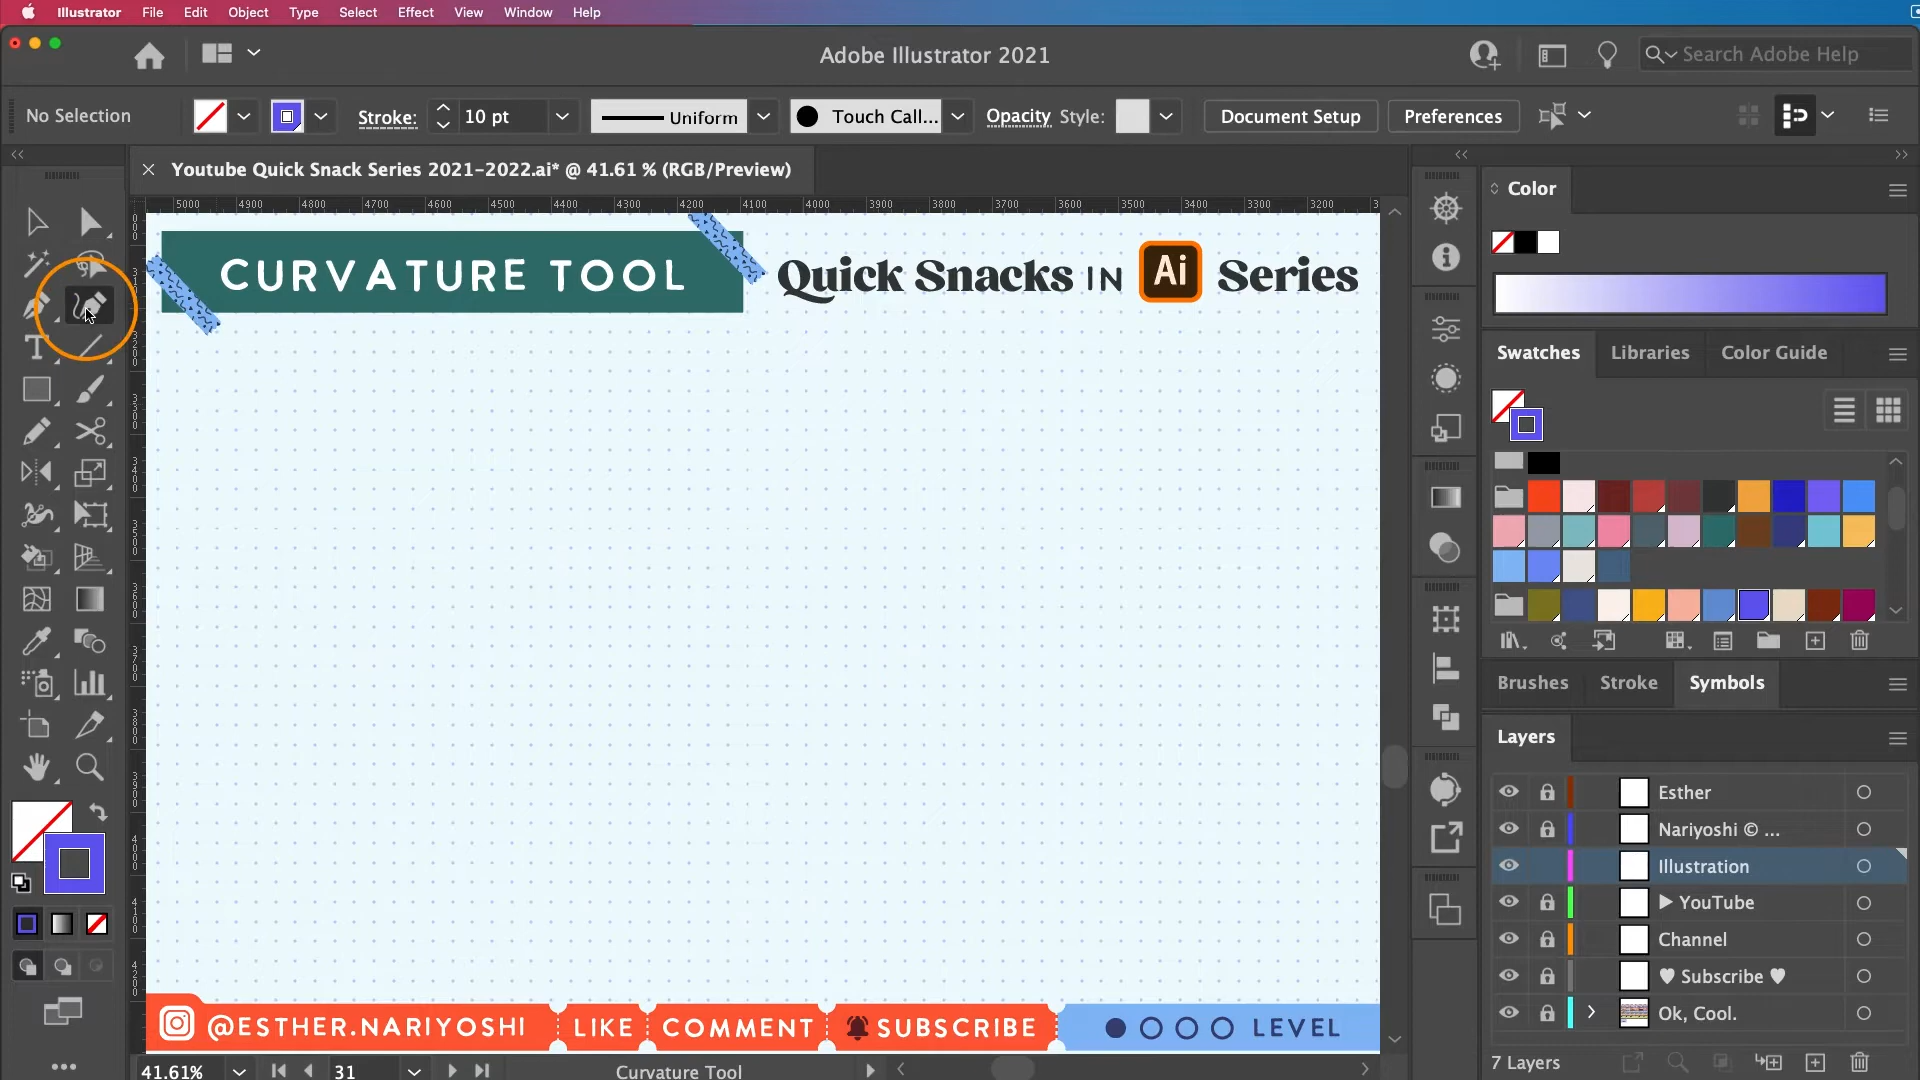 Illustrator File Edit Object Type Select Effect View Window Help
Adobe Illustrator 2021
Search Adobe Help
No Selection
Stroke:
10 pt
Uniform
Touch Call...
Opacity
Style:
Document Setup
Preferences
Youtube Quick Snack Series 2021-2022.ai* @ 41.61 % (RGB/Preview)
5000 4900 4800 4700 4600 4500 4400 4300 4200 4100 4000 3900 3800 3700 3600 3500 3400 3300 3200
CURVATURE TOOL
Quick Snacks IN Ai Series
Color
Swatches
Libraries
Color Guide
Brushes
Stroke
Symbols
Layers
Esther
Nariyoshi © ...
Illustration
▶ YouTube
Channel
♥ Subscribe ♥
Ok, Cool.
7 Layers
@ESTHER.NARIYOSHI
LIKE
COMMENT
SUBSCRIBE
LEVEL
41.61%
31
Curvature Tool